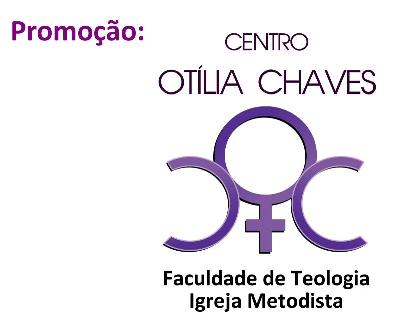 Promoção:
CENTRO
OTÍLIA CHAVES
Faculdade de Teologia
Igreja Metodista